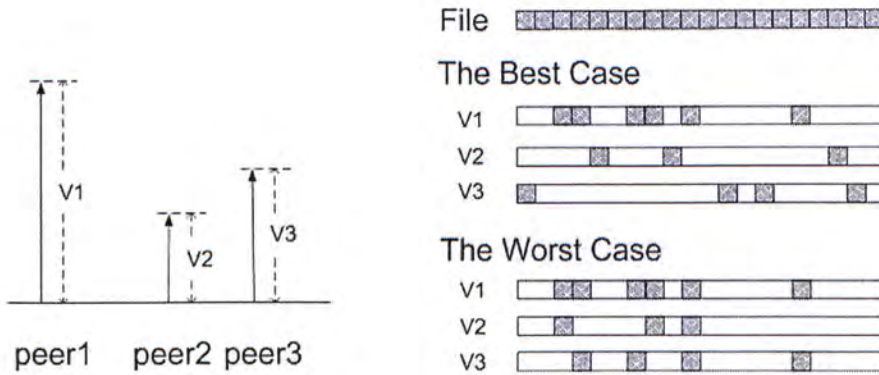 V1
V2
V3
peer1 peer2 peer3
File
The Best Case
V1
V2
V3
The Worst Case
V1
V2
V3